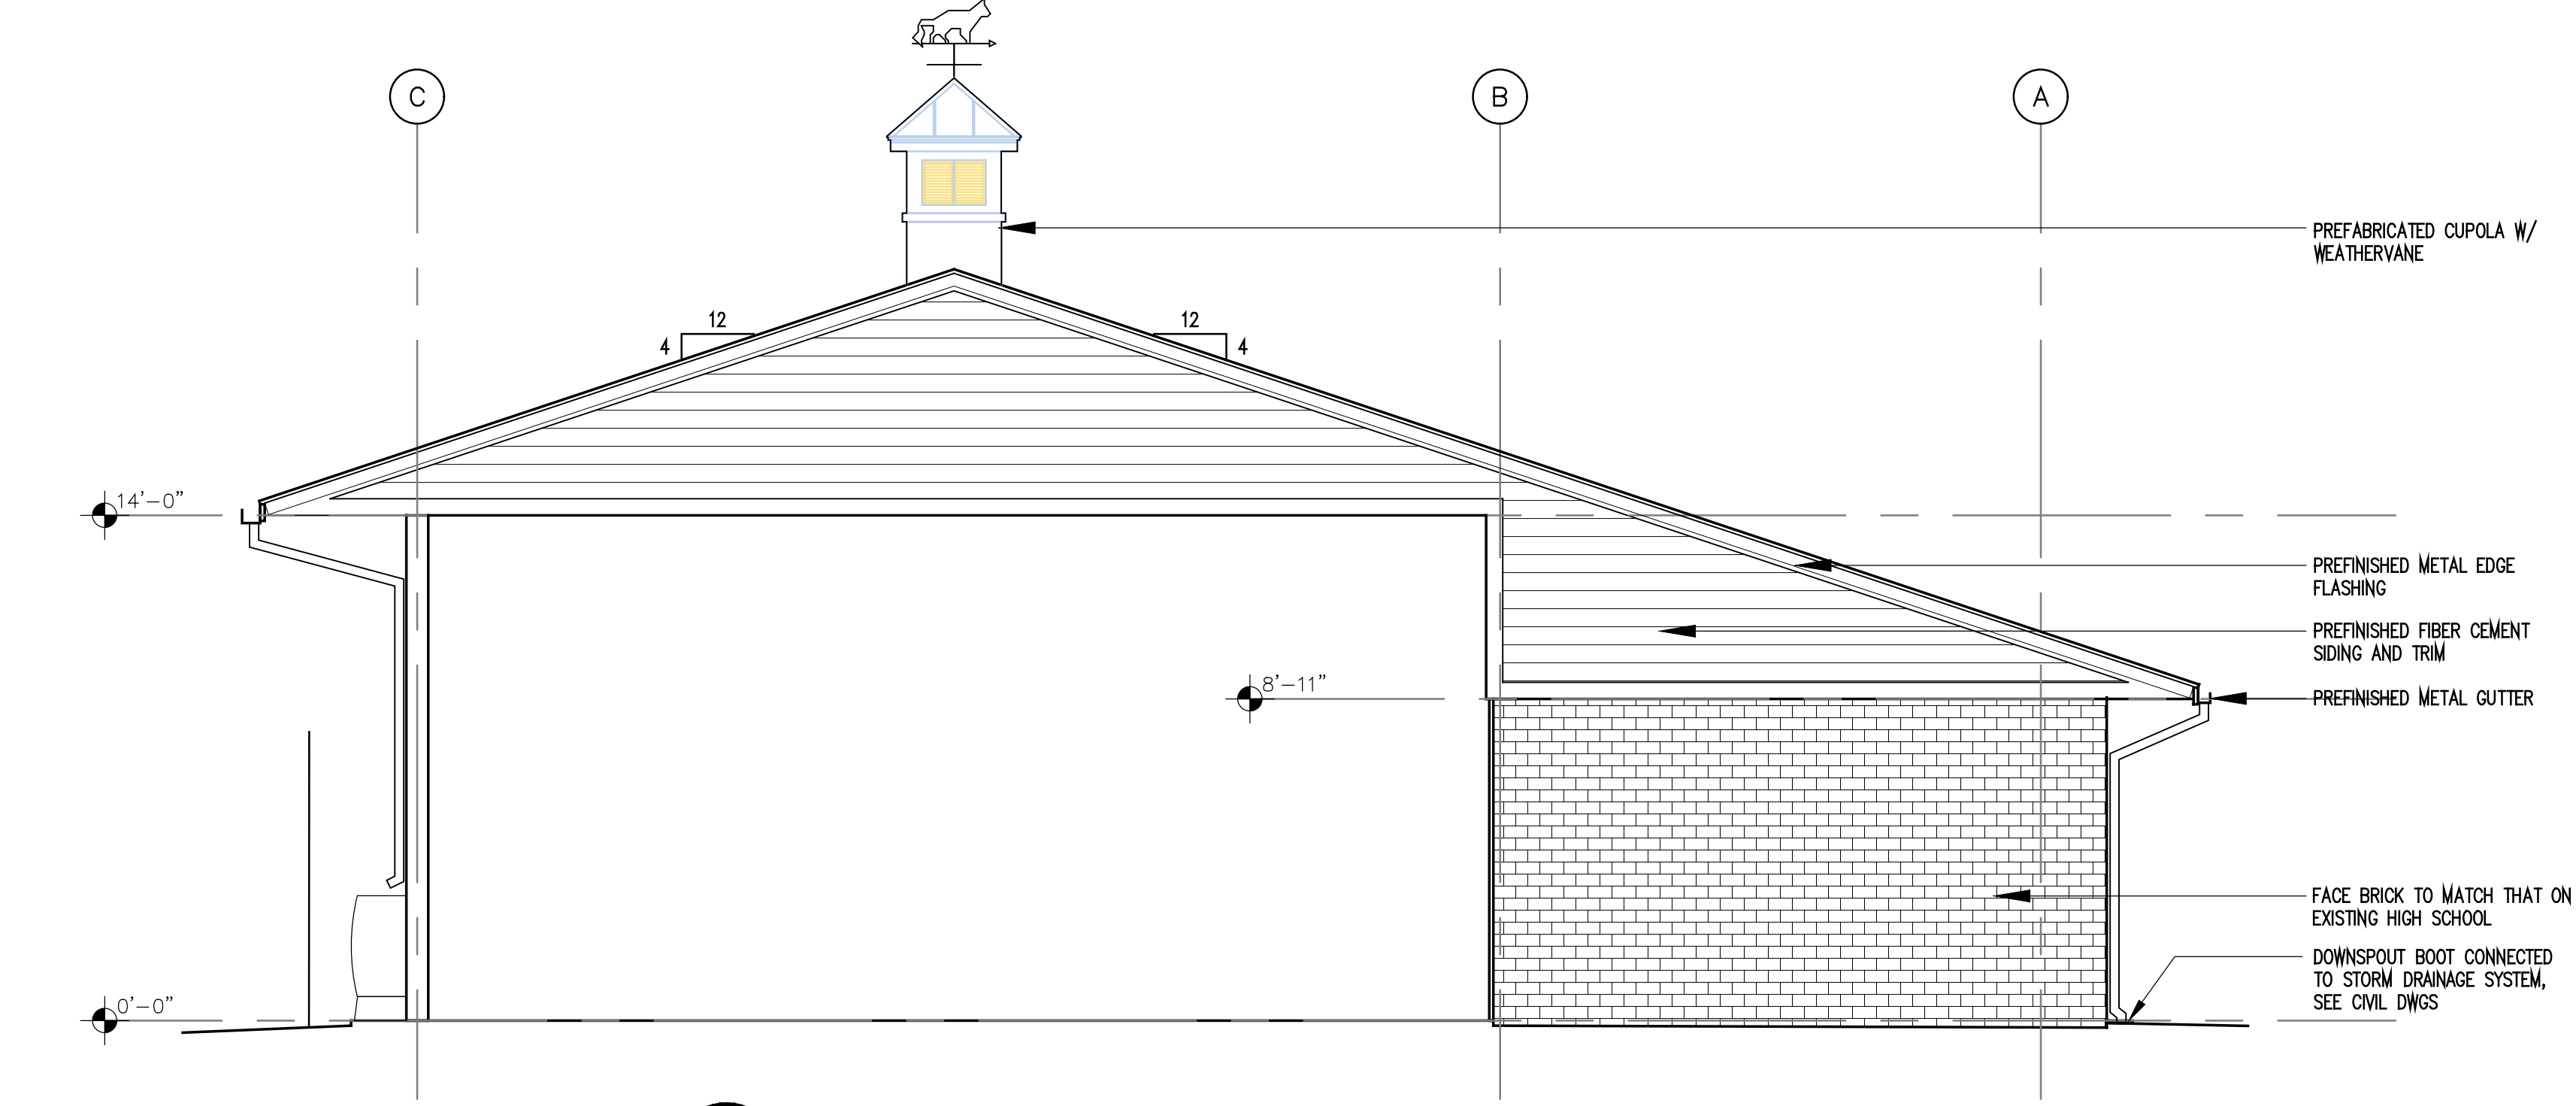 C
B
A
PREFABRICATED CUPOLA W/
WEATHERVANE
12
12
4
4
14'-0"
PREFINISHED METAL EDGE
FLASHING
PREFINISHED FIBER CEMENT
SIDING AND TRIM
8'-11"
PREFINISHED METAL GUTTER
FACE BRICK TO MATCH THAT ON
EXISTING HIGH SCHOOL
DOWNSPOUT BOOT CONNECTED
TO STORM DRAINAGE SYSTEM,
SEE CIVIL DWGS
0'-0"